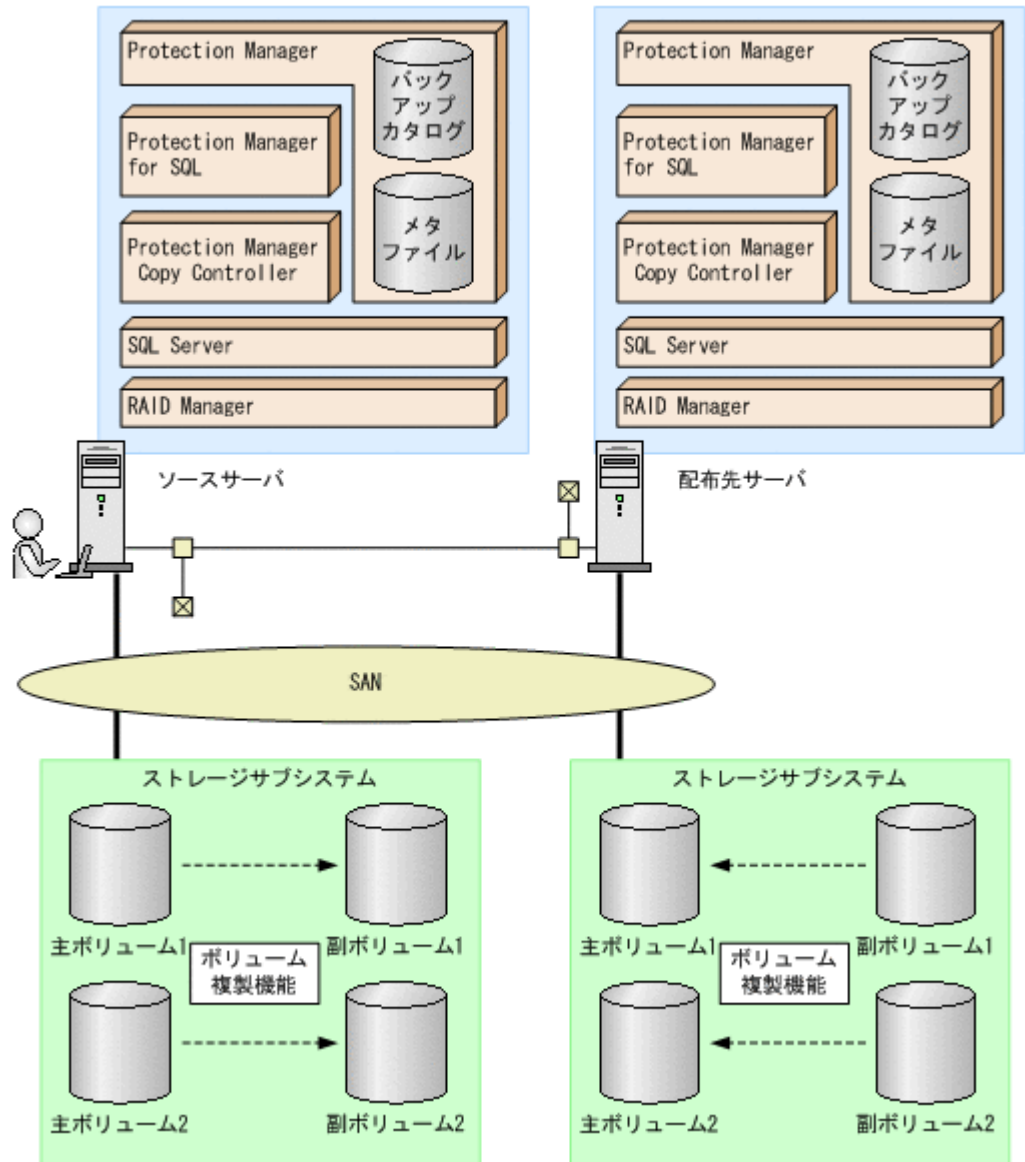 Protection Manager
バック
アップ
カタログ
Protection Manager
for SQL
メタ
ファイル
Protection Manager
Copy Controller
SQL Server
RAID Manager
Protection Manager
バック
アップ
カタログ
Protection Manager
for SQL
メタ
ファイル
Protection Manager
Copy Controller
SQL Server
RAID Manager
ソースサーバ
配布先サーバ
SAN
ストレージサブシステム
主ボリューム1
副ボリューム1
ボリューム
複製機能
主ボリューム2
副ボリューム2
ストレージサブシステム
主ボリューム1
副ボリューム1
ボリューム
複製機能
主ボリューム2
副ボリューム2